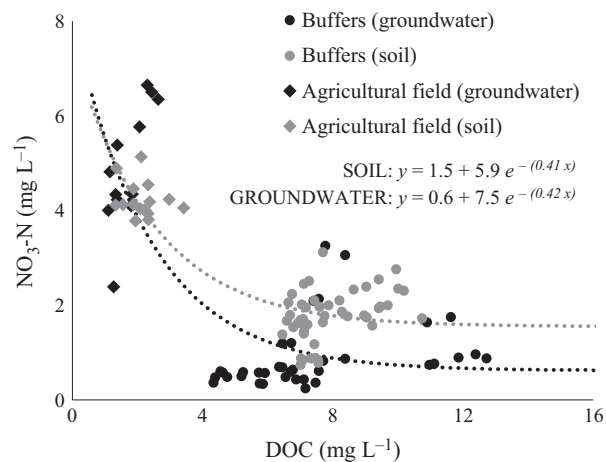 8
6
4
2
0
0
4
8
12
16
NO₃-N (mg L⁻¹)
DOC (mg L⁻¹)
Buffers (groundwater)
Buffers (soil)
Agricultural field (groundwater)
Agricultural field (soil)
SOIL: y = 1.5 + 5.9 e – (0.41 x)
GROUNDWATER: y = 0.6 + 7.5 e – (0.42 x)